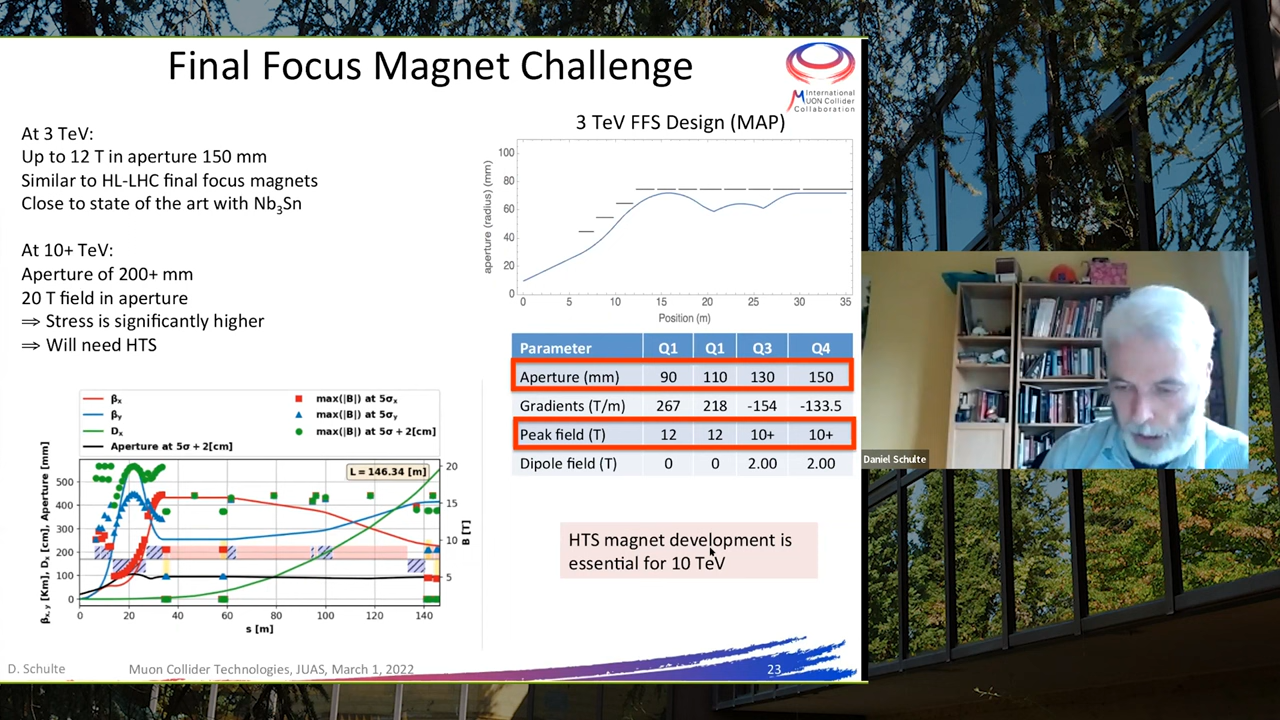 Final Focus Magnet Challenge
International
MUON Collider
Collaboration
At 3 TeV:
Up to 12 T in aperture 150 mm
Similar to HL-LHC final focus magnets
Close to state of the art with Nb₃Sn
At 10+ TeV:
Aperture of 200+ mm
20 T field in aperture
⇒ Stress is significantly higher
⇒ Will need HTS
3 TeV FFS Design (MAP)
aperture (radius) (mm)
100
80
60
40
20
0
0 5 10 15 20 25 30 35
Position (m)
Parameter Q1 Q1 Q3 Q4
Aperture (mm) 90 110 130 150
Gradients (T/m) 267 218 -154 -133.5
Peak field (T) 12 12 10+ 10+
Dipole field (T) 0 0 2.00 2.00
βx max(|B|) at 5σx
βy max(|B|) at 5σy
Dx max(|B|) at 5σ+2[cm]
Aperture at 5σ+2[cm]
L=146.34 [m]
βx,y [Km], Dx [cm], Aperture [mm]
500
400
300
200
100
0
20
15
10
5
B [T]
0 20 40 60 80 100 120 140
s [m]
HTS magnet development is
essential for 10 TeV
D. Schulte Muon Collider Technologies, JUAS, March 1, 2022 23
Daniel Schulte